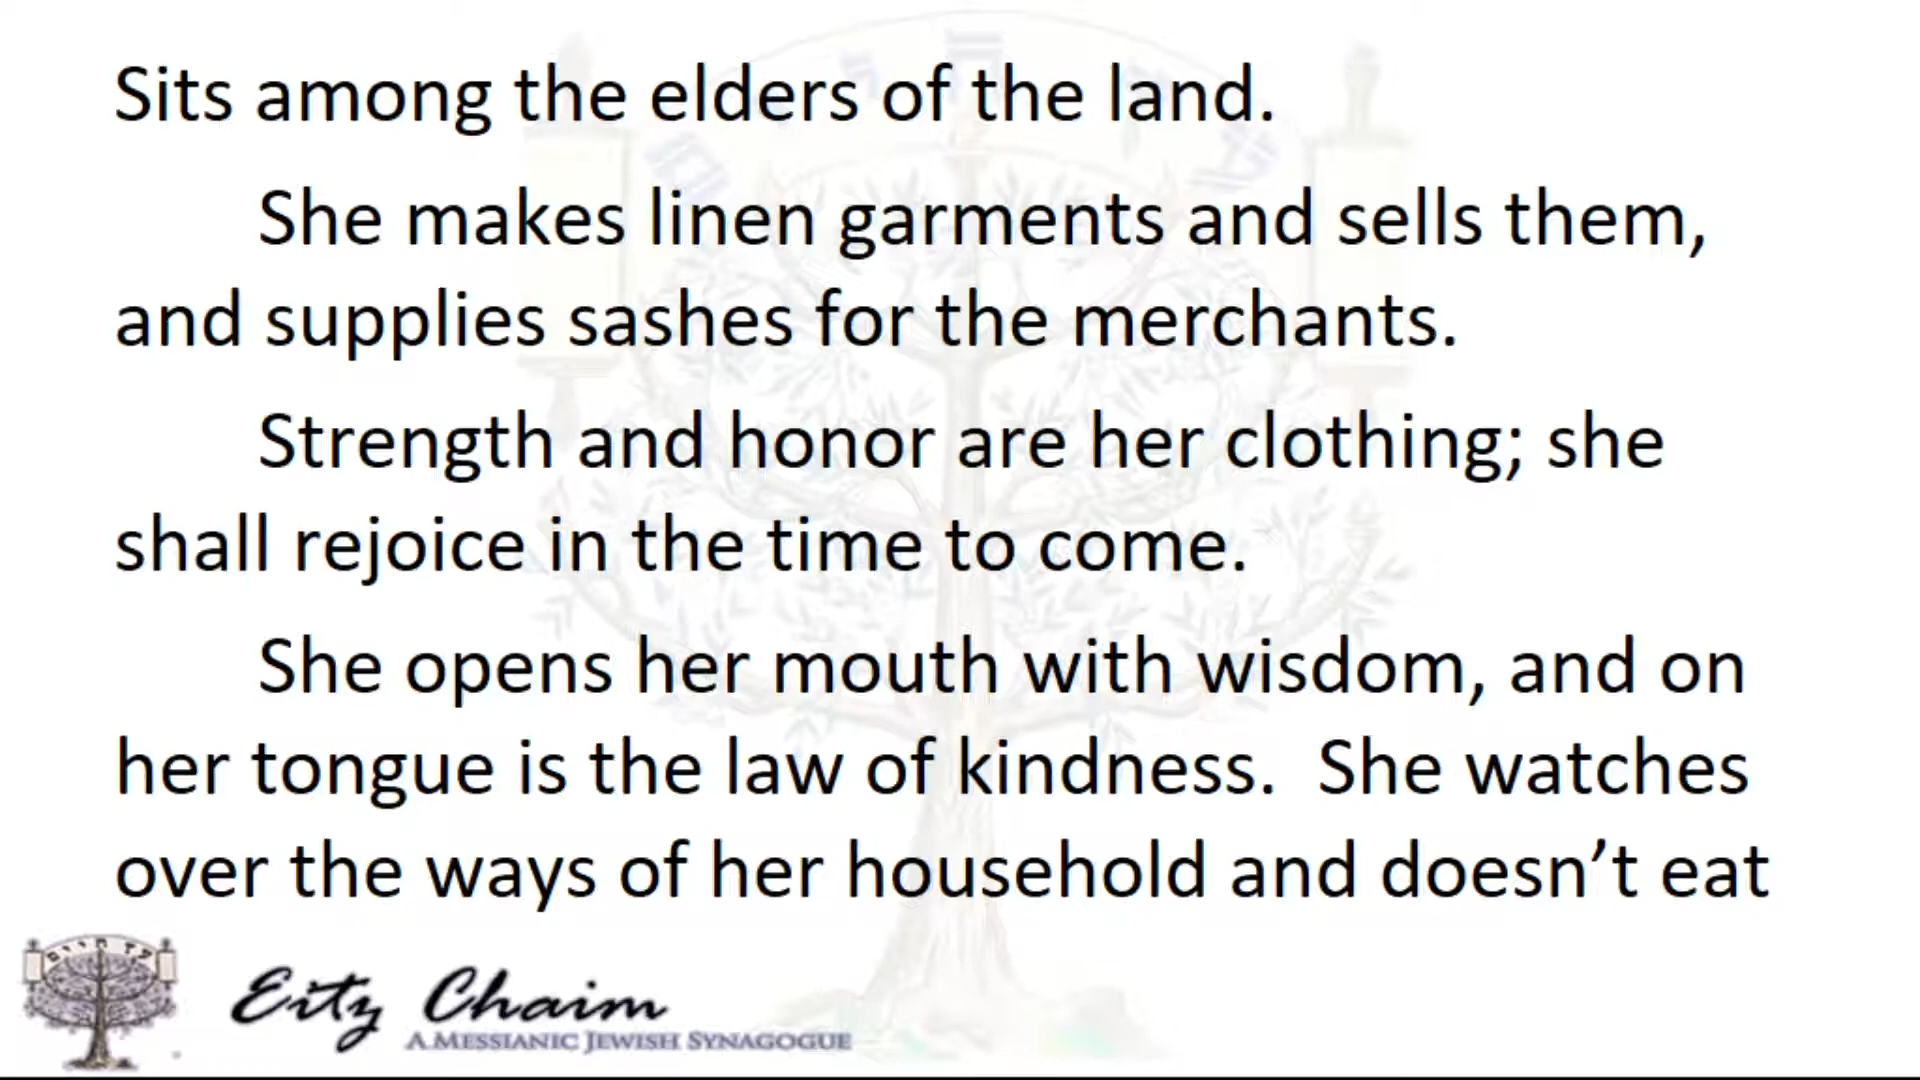 Sits among the elders of the land.
She makes linen garments and sells them,
and supplies sashes for the merchants.
Strength and honor are her clothing; she
shall rejoice in the time to come.
She opens her mouth with wisdom, and on
her tongue is the law of kindness.  She watches
over the ways of her household and doesn’t eat
עץ חיים
Eitz Chaim
A MESSIANIC JEWISH SYNAGOGUE